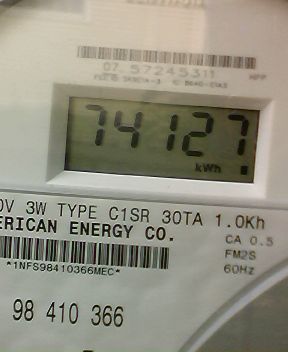 07 57245311
74127
kWh
0V 3W TYPE C1SR 30TA 1.0Kh
ERICAN ENERGY CO.
CA 0.5
*1NFS98410366MEC*
FM2S
60Hz
98 410 366